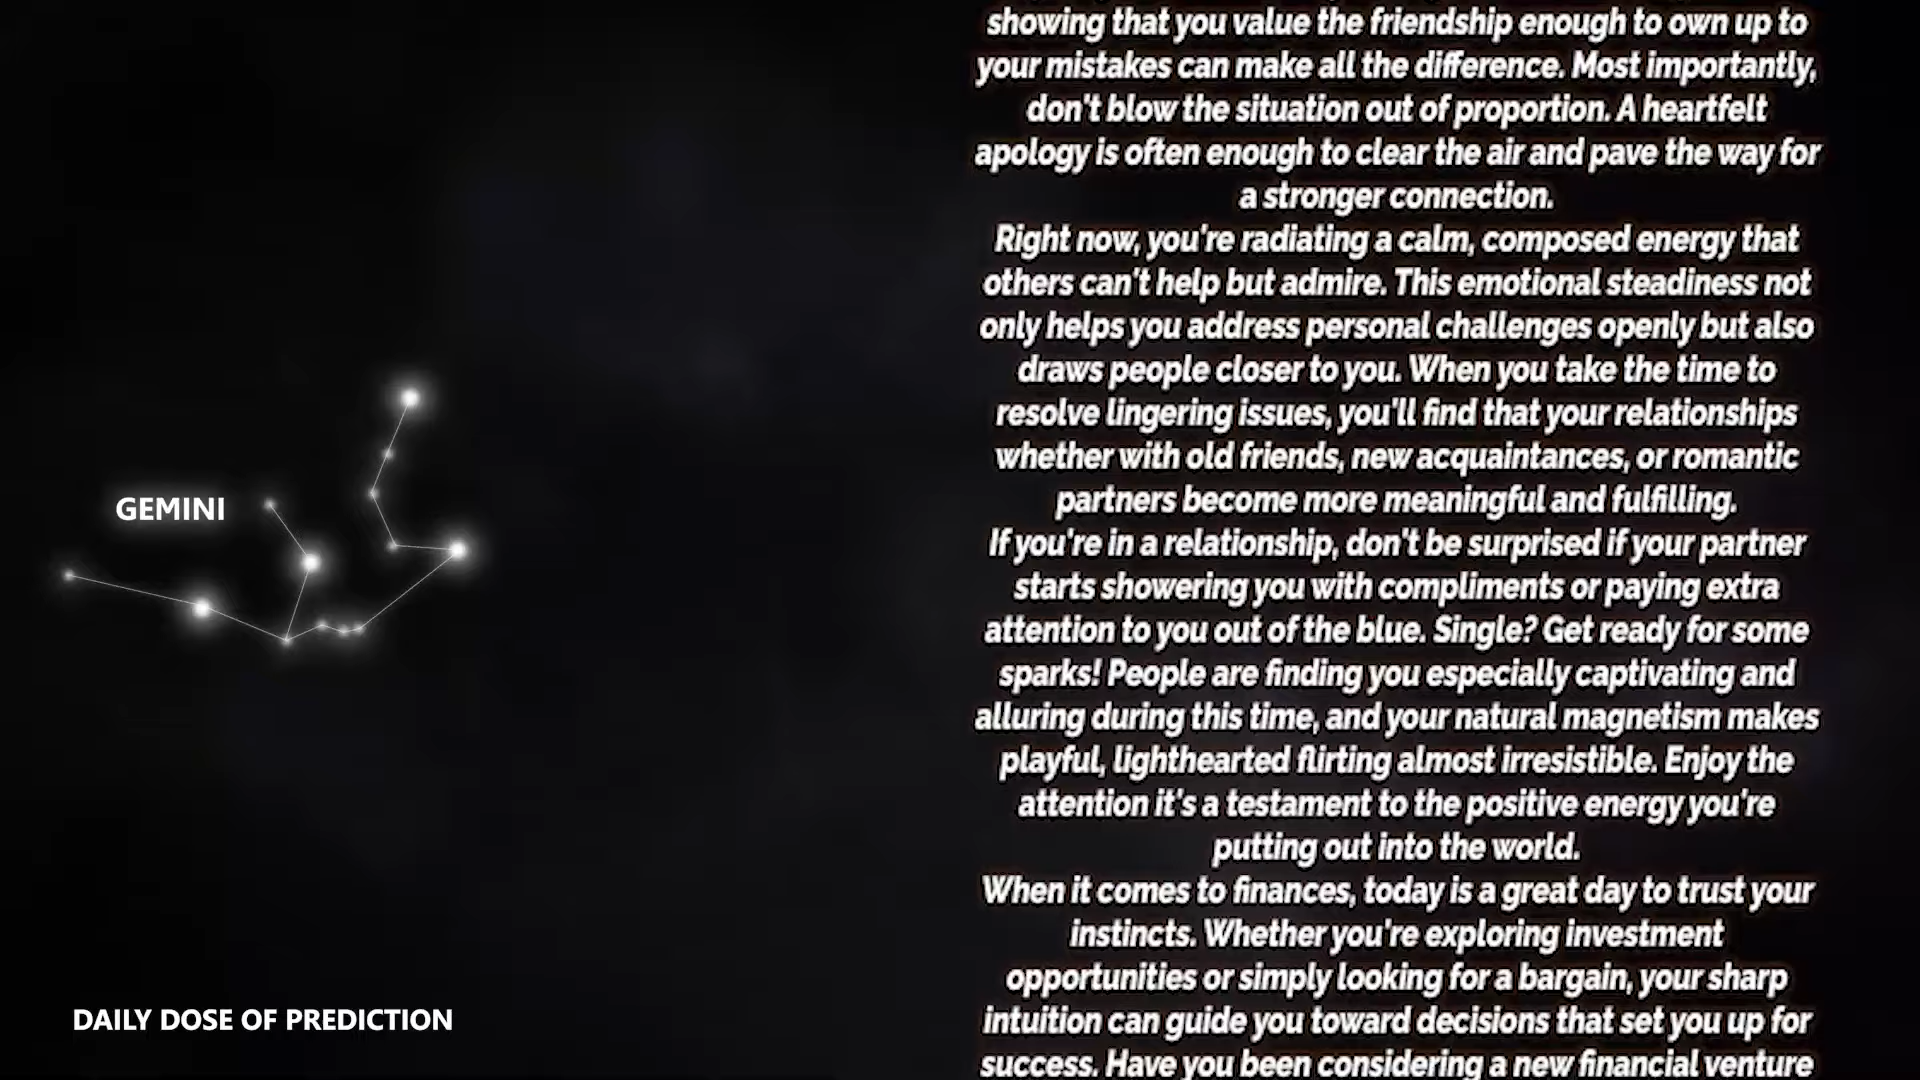 GEMINI
DAILY DOSE OF PREDICTION
showing that you value the friendship enough to own up to
your mistakes can make all the difference. Most importantly,
don't blow the situation out of proportion. A heartfelt
apology is often enough to clear the air and pave the way for
a stronger connection.
Right now, you're radiating a calm, composed energy that
others can't help but admire. This emotional steadiness not
only helps you address personal challenges openly but also
draws people closer to you. When you take the time to
resolve lingering issues, you'll find that your relationships
whether with old friends, new acquaintances, or romantic
partners become more meaningful and fulfilling.
If you're in a relationship, don't be surprised if your partner
starts showering you with compliments or paying extra
attention to you out of the blue. Single? Get ready for some
sparks! People are finding you especially captivating and
alluring during this time, and your natural magnetism makes
playful, lighthearted flirting almost irresistible. Enjoy the
attention it's a testament to the positive energy you're
putting out into the world.
When it comes to finances, today is a great day to trust your
instincts. Whether you're exploring investment
opportunities or simply looking for a bargain, your sharp
intuition can guide you toward decisions that set you up for
success. Have you been considering a new financial venture